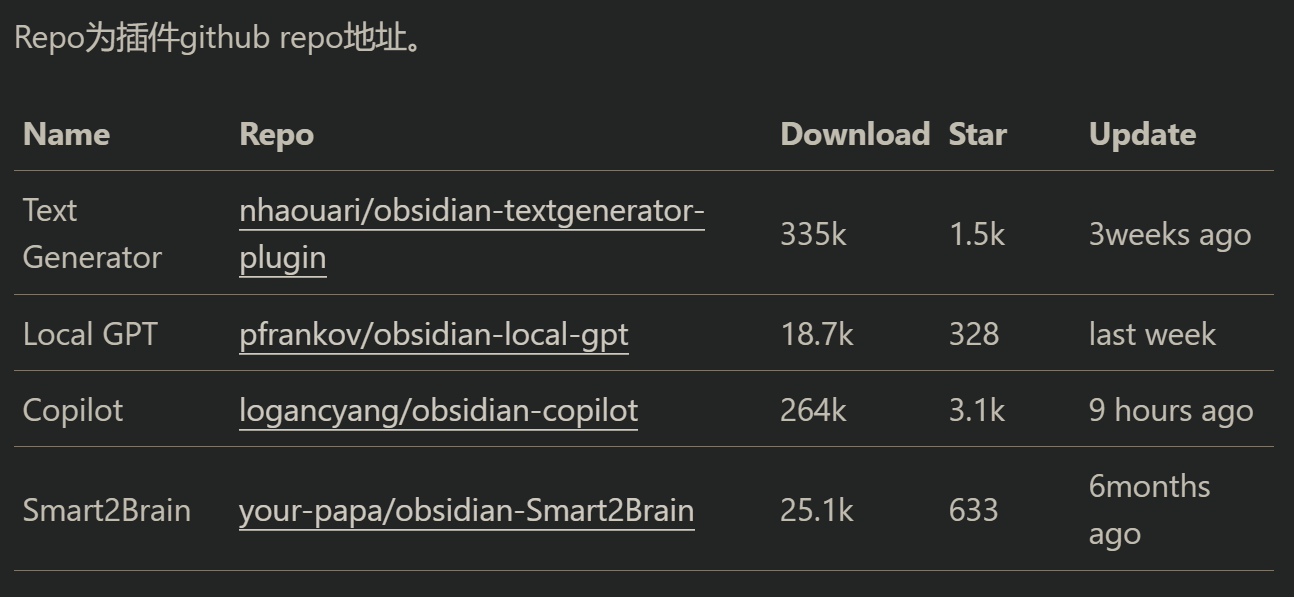 Repo为插件github repo地址。
Name Repo Download Star Update
Text Generator nhaouari/obsidian-textgenerator-plugin 335k 1.5k 3weeks ago
Local GPT pfrankov/obsidian-local-gpt 18.7k 328 last week
Copilot logancyang/obsidian-copilot 264k 3.1k 9 hours ago
Smart2Brain your-papa/obsidian-Smart2Brain 25.1k 633 6months ago